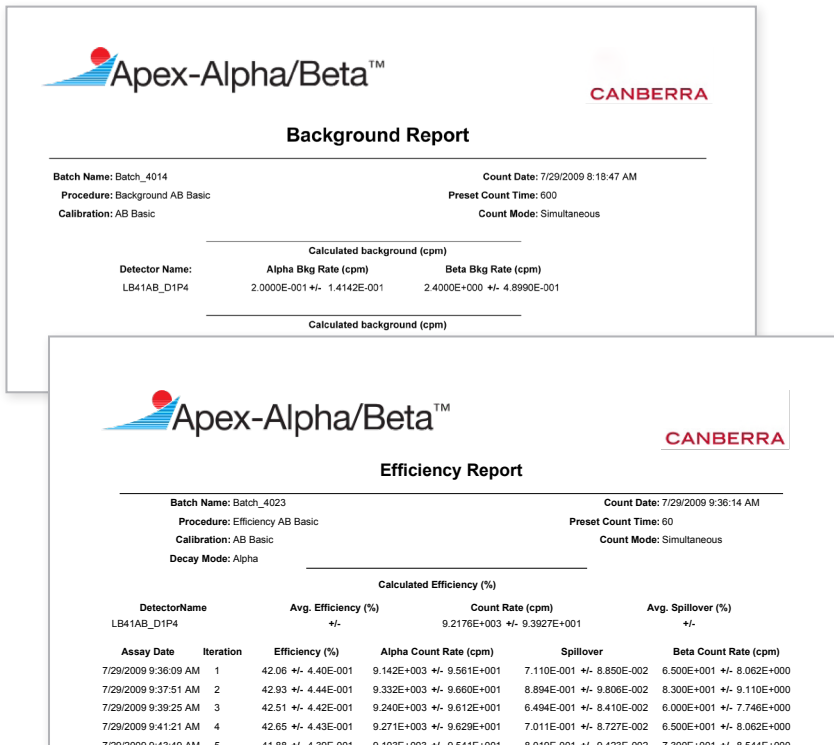 Apex-Alpha/Beta™
CANBERRA
Background Report
Batch Name: Batch_4014 Count Date: 7/29/2009 8:18:47 AM
Procedure: Background AB Basic Preset Count Time: 600
Calibration: AB Basic Count Mode: Simultaneous
Calculated background (cpm)
Detector Name: Alpha Bkg Rate (cpm) Beta Bkg Rate (cpm)
LB41AB_D1P4 2.0000E-001 +/- 1.4142E-001 2.4000E+000 +/- 4.8990E-001
Calculated background (cpm)
Apex-Alpha/Beta™
CANBERRA
Efficiency Report
Batch Name: Batch_4023 Count Date: 7/29/2009 9:36:14 AM
Procedure: Efficiency AB Basic Preset Count Time: 60
Calibration: AB Basic Count Mode: Simultaneous
Decay Mode: Alpha
Calculated Efficiency (%)
DetectorName Avg. Efficiency (%) Count Rate (cpm) Avg. Spillover (%)
LB41AB_D1P4 +/- 9.2176E+003 +/- 9.3927E+001 +/-
Assay Date Iteration Efficiency (%) Alpha Count Rate (cpm) Spillover Beta Count Rate (cpm)
7/29/2009 9:36:09 AM 1 42.06 +/- 4.40E-001 9.142E+003 +/- 9.561E+001 7.110E-001 +/- 8.850E-002 6.500E+001 +/- 8.062E+000
7/29/2009 9:37:51 AM 2 42.93 +/- 4.44E-001 9.332E+003 +/- 9.660E+001 8.894E-001 +/- 9.806E-002 8.300E+001 +/- 9.110E+000
7/29/2009 9:39:25 AM 3 42.51 +/- 4.42E-001 9.240E+003 +/- 9.612E+001 6.494E-001 +/- 8.410E-002 6.000E+001 +/- 7.746E+000
7/29/2009 9:41:21 AM 4 42.65 +/- 4.43E-001 9.271E+003 +/- 9.629E+001 7.011E-001 +/- 8.727E-002 6.500E+001 +/- 8.062E+000